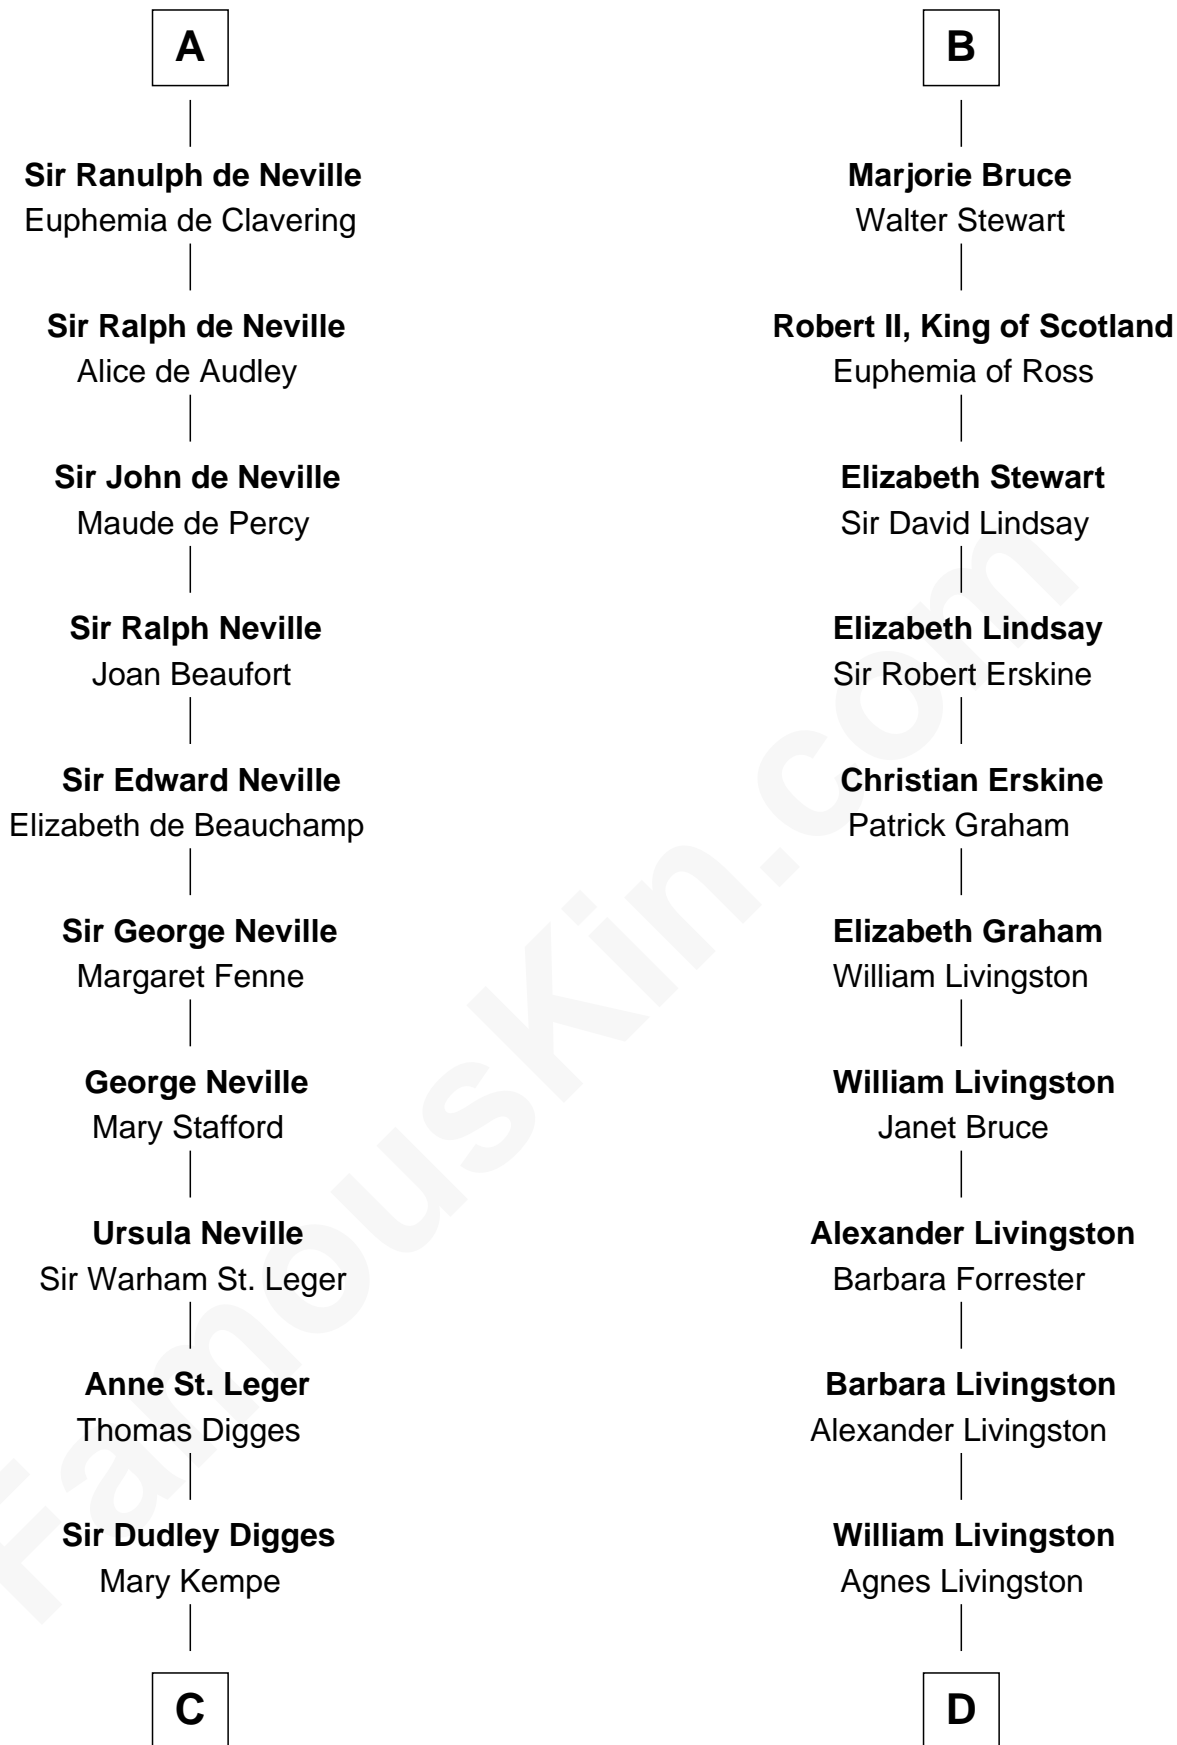 A
Sir Ranulph de Neville
Euphemia de Clavering
Sir Ralph de Neville
Alice de Audley
Sir John de Neville
Maude de Percy
Sir Ralph Neville
Joan Beaufort
Sir Edward Neville
Elizabeth de Beauchamp
Sir George Neville
Margaret Fenne
George Neville
Mary Stafford
Ursula Neville
Sir Warham St. Leger
Anne St. Leger
Thomas Digges
Sir Dudley Digges
Mary Kempe
C
B
Marjorie Bruce
Walter Stewart
Robert II, King of Scotland
Euphemia of Ross
Elizabeth Stewart
Sir David Lindsay
Elizabeth Lindsay
Sir Robert Erskine
Christian Erskine
Patrick Graham
Elizabeth Graham
William Livingston
William Livingston
Janet Bruce
Alexander Livingston
Barbara Forrester
Barbara Livingston
Alexander Livingston
William Livingston
Agnes Livingston
D
FamousKin.com